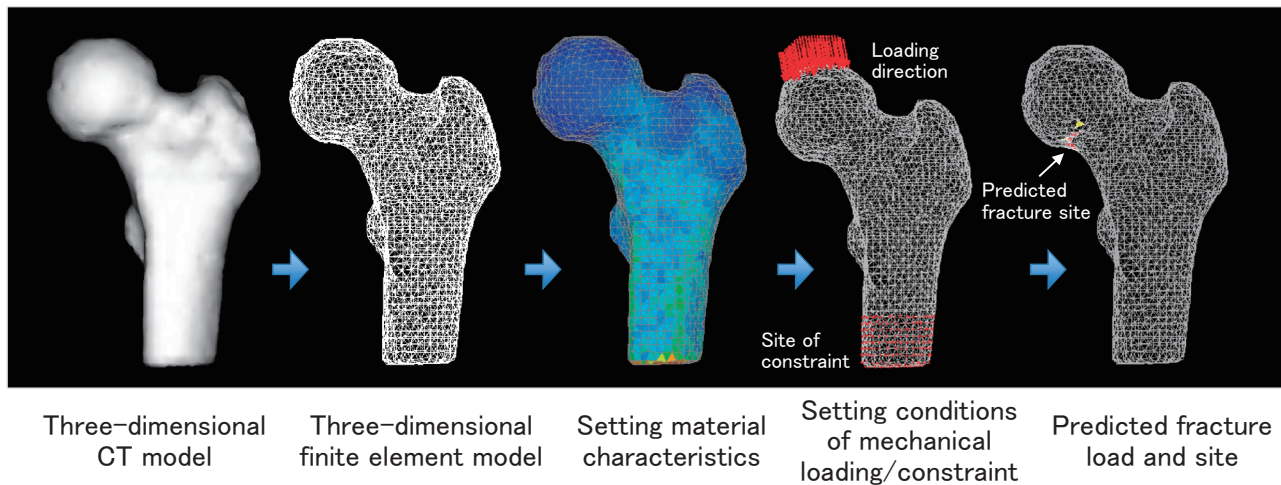 Loading
direction
Predicted
fracture site
Site of
constraint
Three-dimensional
CT model
Three-dimensional
finite element model
Setting material
characteristics
Setting conditions
of mechanical
loading/constraint
Predicted fracture
load and site